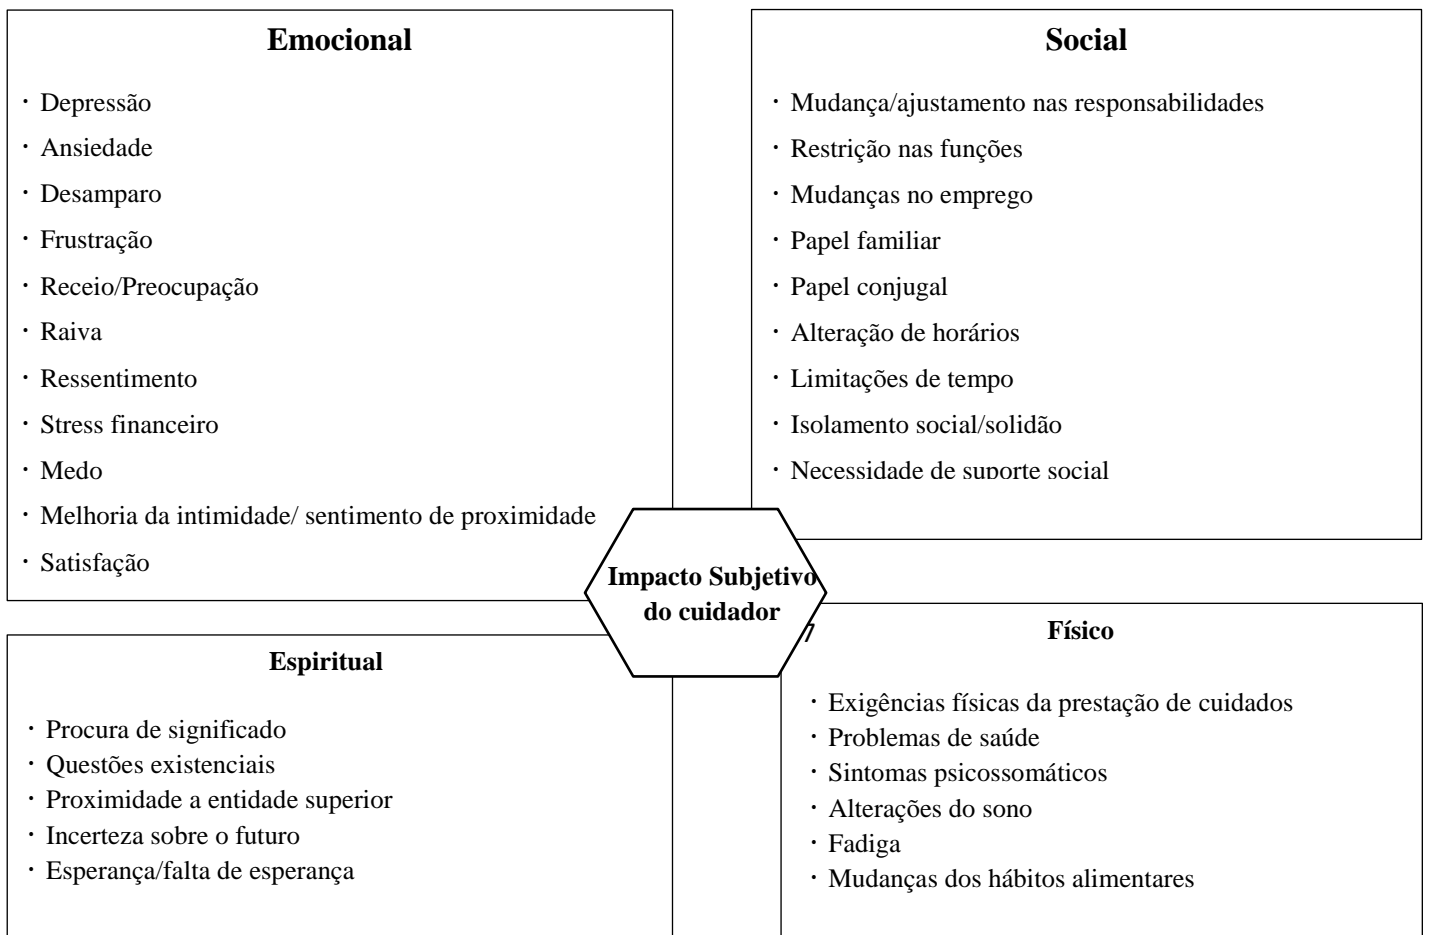 Emocional
· Depressão
· Ansiedade
· Desamparo
· Frustração
· Receio/Preocupação
· Raiva
· Ressentimento
· Stress financeiro
· Medo
· Melhoria da intimidade/ sentimento de proximidade
· Satisfação
Social
· Mudança/ajustamento nas responsabilidades
· Restrição nas funções
· Mudanças no emprego
· Papel familiar
· Papel conjugal
· Alteração de horários
· Limitações de tempo
· Isolamento social/solidão
· Necessidade de suporte social
Impacto Subjetivo
do cuidador
Espiritual
· Procura de significado
· Questões existenciais
· Proximidade a entidade superior
· Incerteza sobre o futuro
· Esperança/falta de esperança
Físico
· Exigências físicas da prestação de cuidados
· Problemas de saúde
· Sintomas psicossomáticos
· Alterações do sono
· Fadiga
· Mudanças dos hábitos alimentares